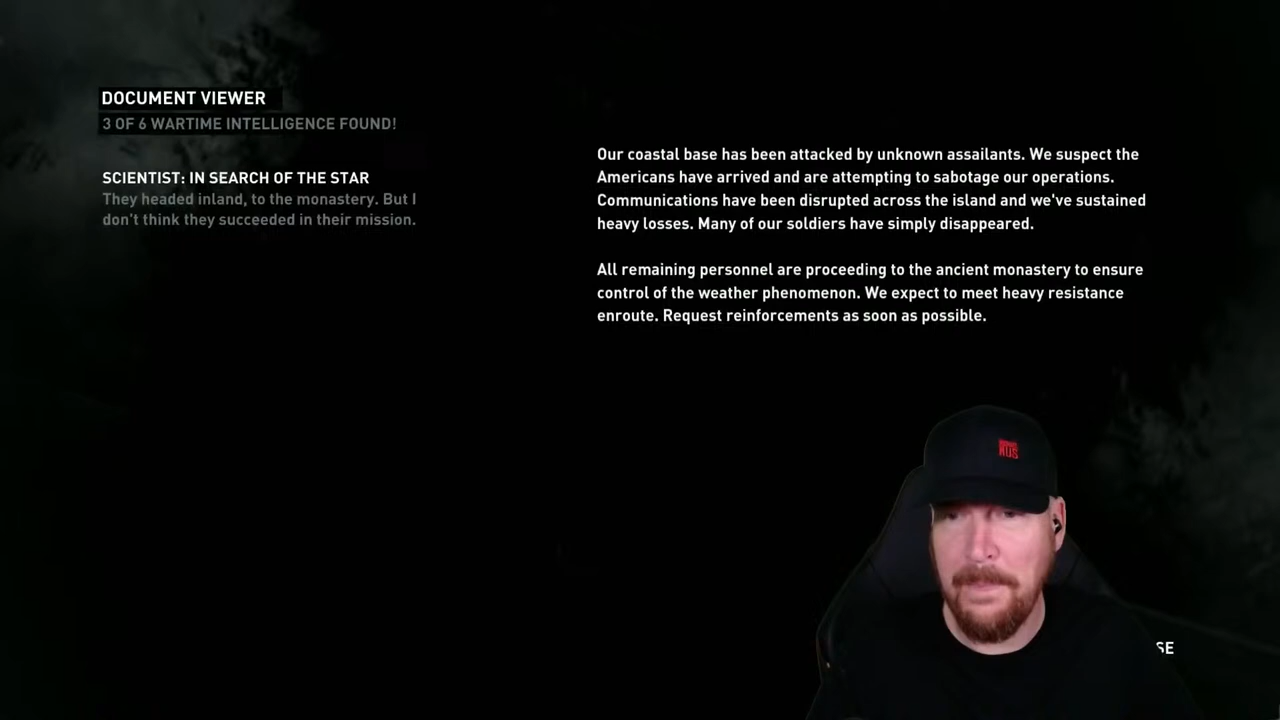 DOCUMENT VIEWER
3 OF 6 WARTIME INTELLIGENCE FOUND!
SCIENTIST: IN SEARCH OF THE STAR
They headed inland, to the monastery. But I
don't think they succeeded in their mission.
Our coastal base has been attacked by unknown assailants. We suspect the
Americans have arrived and are attempting to sabotage our operations.
Communications have been disrupted across the island and we've sustained
heavy losses. Many of our soldiers have simply disappeared.
All remaining personnel are proceeding to the ancient monastery to ensure
control of the weather phenomenon. We expect to meet heavy resistance
enroute. Request reinforcements as soon as possible.
SE